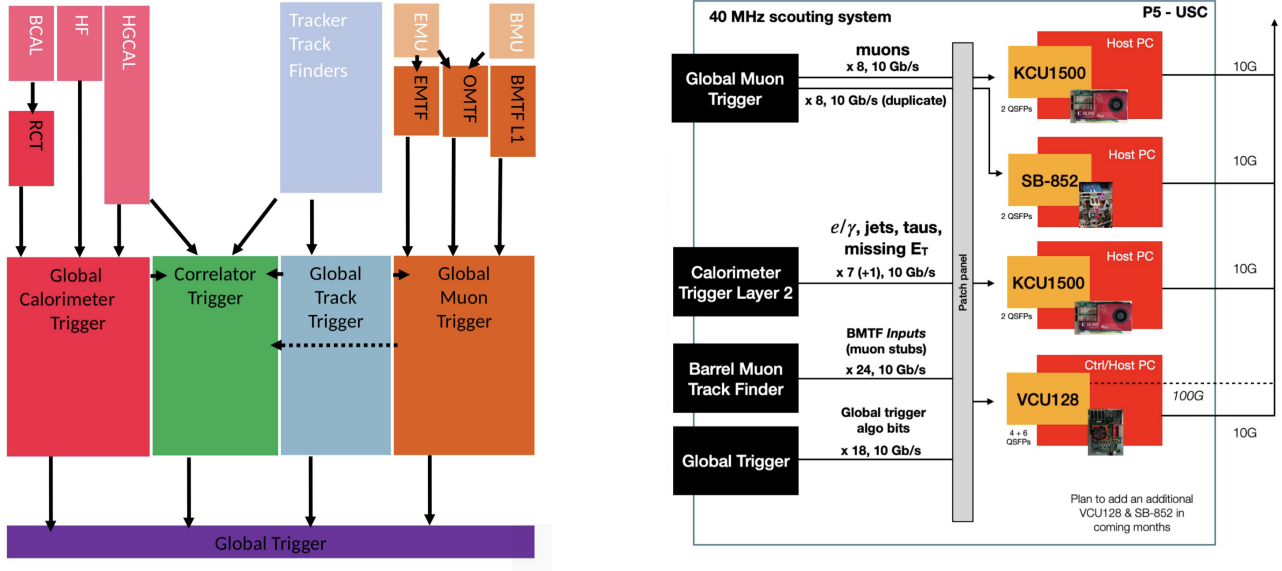 BCAL
HF
HGCAL
Tracker
Track
Finders
EMU
BMU
RCT
EMTF
OMTF
BMTF L1
Global
Calorimeter
Trigger
Correlator
Trigger
Global
Track
Trigger
Global
Muon
Trigger
Global Trigger
40 MHz scouting system
P5 - USC
Global Muon
Trigger
muons
x 8, 10 Gb/s
x 8, 10 Gb/s (duplicate)
Calorimeter
Trigger Layer 2
e/γ, jets, taus,
missing E_T
x 7 (+1), 10 Gb/s
Barrel Muon
Track Finder
BMTF Inputs
(muon stubs)
x 24, 10 Gb/s
Global Trigger
Global trigger
algo bits
x 18, 10 Gb/s
Patch panel
Host PC
KCU1500
2 QSFPs
10G
Host PC
SB-852
2 QSFPs
10G
Host PC
KCU1500
2 QSFPs
10G
Ctrl/Host PC
VCU128
4 + 6
QSFPs
100G
10G
Plan to add an additional
VCU128 & SB-852 in
coming months